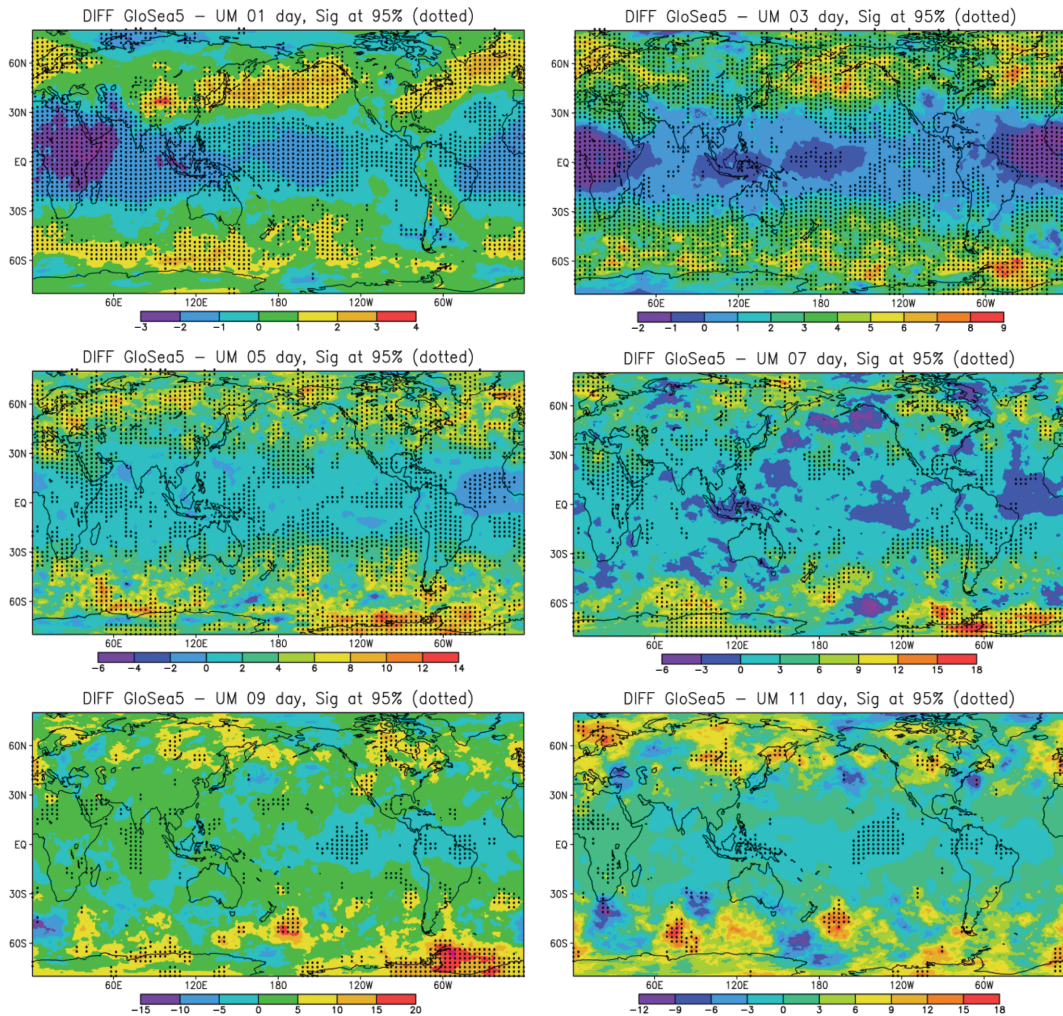 DIFF GloSea5 - UM 01 day, Sig at 95% (dotted)
60N
30N
EQ
30S
60S
60E 120E 180 120W 60W
-3 -2 -1 0 1 2 3 4
DIFF GloSea5 - UM 03 day, Sig at 95% (dotted)
60N
30N
EQ
30S
60S
60E 120E 180 120W 60W
-2 -1 0 1 2 3 4 5 6 7 8 9
DIFF GloSea5 - UM 05 day, Sig at 95% (dotted)
60N
30N
EQ
30S
60S
60E 120E 180 120W 60W
-6 -4 -2 0 2 4 6 8 10 12 14
DIFF GloSea5 - UM 07 day, Sig at 95% (dotted)
60N
30N
EQ
30S
60S
60E 120E 180 120W 60W
-6 -3 0 3 6 9 12 15 18
DIFF GloSea5 - UM 09 day, Sig at 95% (dotted)
60N
30N
EQ
30S
60S
60E 120E 180 120W 60W
-15 -10 -5 0 5 10 15 20
DIFF GloSea5 - UM 11 day, Sig at 95% (dotted)
60N
30N
EQ
30S
60S
60E 120E 180 120W 60W
-12 -9 -6 -3 0 3 6 9 12 15 18